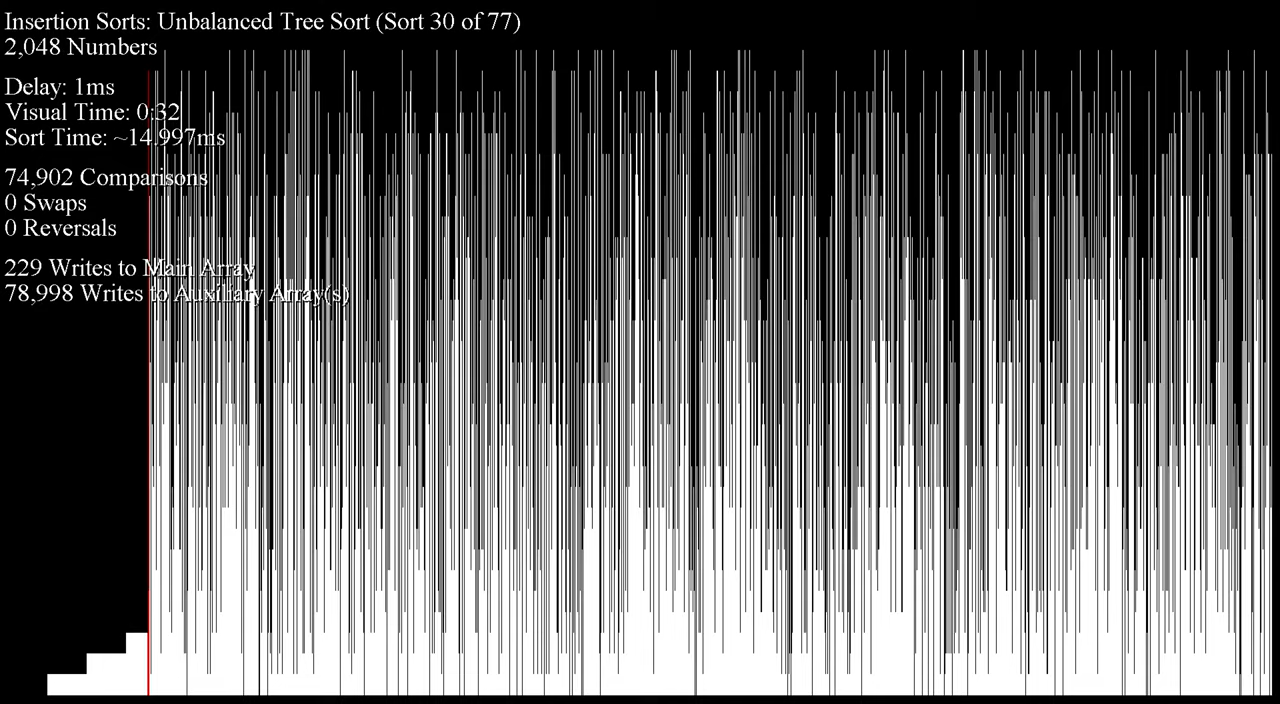 Insertion Sorts: Unbalanced Tree Sort (Sort 30 of 77)
2,048 Numbers
Delay: 1ms
Visual Time: 0:32
Sort Time: ~14.997ms
74,902 Comparisons
0 Swaps
0 Reversals
229 Writes to Main Array
78,998 Writes to Auxiliary Array(s)